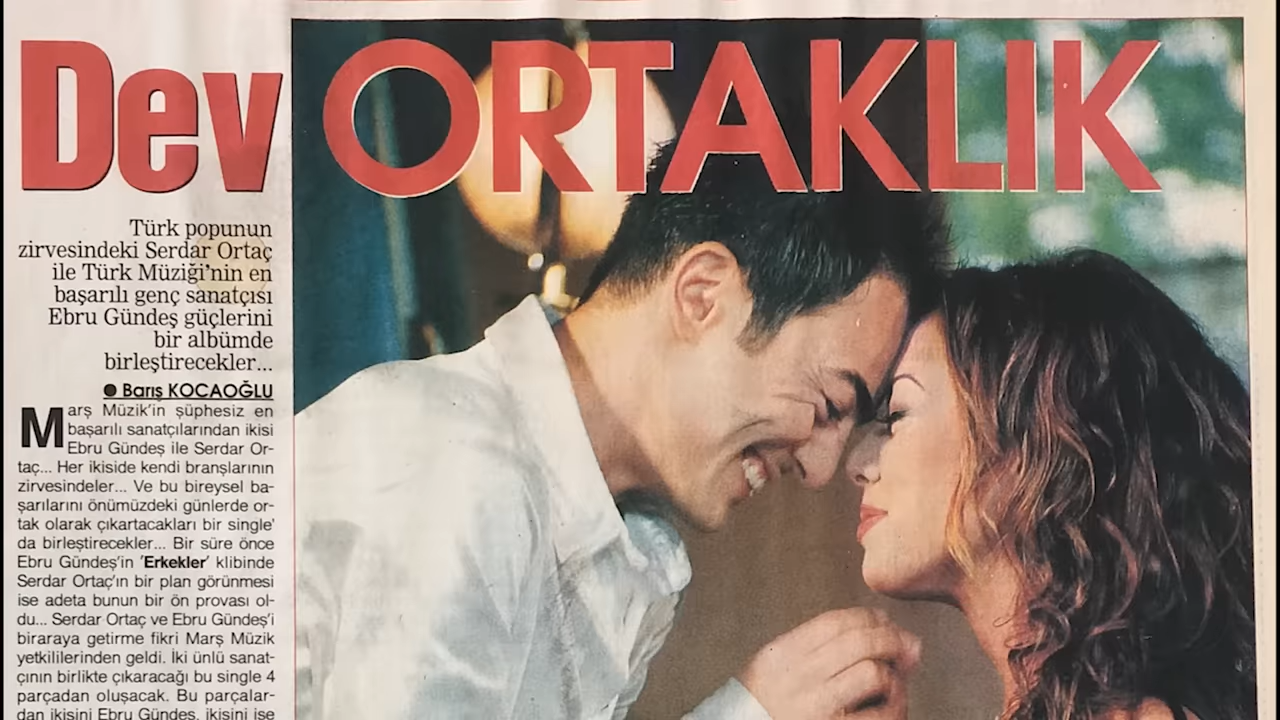 Dev ORTAKLIK
Türk popunun
zirvesindeki Serdar Ortaç
ile Türk Müziği'nin en
başarılı genç sanatçısı
Ebru Gündeş güçlerini
bir albümde
birleştirecekler...
● Barış KOCAOĞLU
Marş Müzik'in şüphesiz en
başarılı sanatçılarından ikisi
Ebru Gündeş ile Serdar Or-
taç... Her ikiside kendi branşlarının
zirvesindeler... Ve bu bireysel ba-
şarılarını önümüzdeki günlerde or-
tak olarak çıkartacakları bir single'
da birleştirecekler... Bir süre önce
Ebru Gündeş'in 'Erkekler' klibinde
Serdar Ortaç'ın bir plan görünmesi
ise adeta bunun bir ön provası ol-
du... Serdar Ortaç ve Ebru Gündeş'i
biraraya getirme fikri Marş Müzik
yetkililerinden geldi. İki ünlü sanat-
çının birlikte çıkaracağı bu single 4
parçadan oluşacak. Bu parçalar-
dan ikisini Ebru Gündeş, ikisini ise